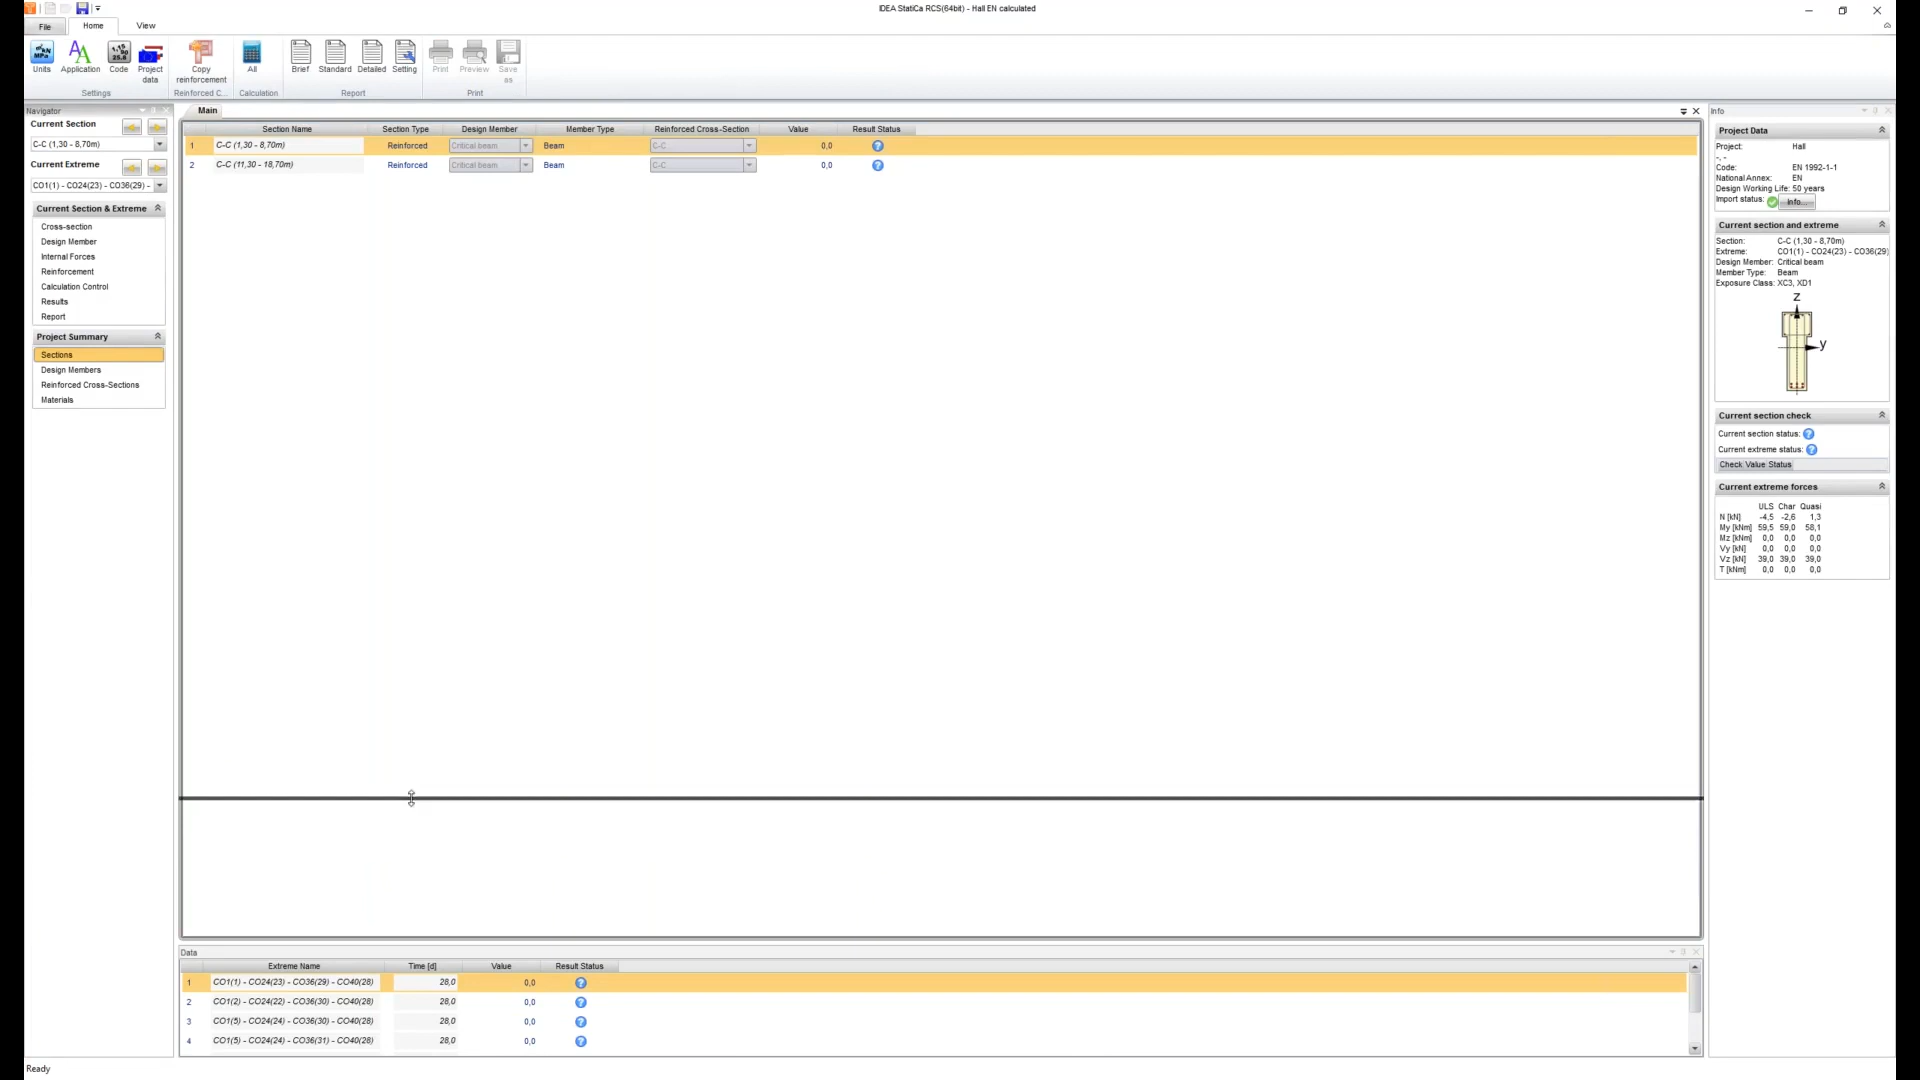 IDEA StatiCa RCS(64bit) - Hall EN calculated
File Home View
Units Application Code Project data Copy reinforcement All Brief Standard Detailed Setting Print Preview Save as
Settings Reinforced C... Calculation Report Print
Navigator
Current Section
C-C (1,30 - 8,70m)
Current Extreme
CO1(1) - CO24(23) - CO36(29) -
Current Section & Extreme
Cross-section
Design Member
Internal Forces
Reinforcement
Calculation Control
Results
Report
Project Summary
Sections
Design Members
Reinforced Cross-Sections
Materials
Main
Section Name Section Type Design Member Member Type Reinforced Cross-Section Value Result Status
1 C-C (1,30 - 8,70m) Reinforced Critical beam Beam C-C 0,0
2 C-C (11,30 - 18,70m) Reinforced Critical beam Beam C-C 0,0
Data
Extreme Name Time [d] Value Result Status
1 CO1(1) - CO24(23) - CO36(29) - CO40(28) 28,0 0,0
2 CO1(2) - CO24(22) - CO36(30) - CO40(28) 28,0 0,0
3 CO1(5) - CO24(24) - CO36(30) - CO40(28) 28,0 0,0
4 CO1(5) - CO24(24) - CO36(31) - CO40(28) 28,0 0,0
Info
Project Data
Project: Hall
-, -
Code: EN 1992-1-1
National Annex: EN
Design Working Life: 50 years
Import status: Info...
Current section and extreme
Section: C-C (1,30 - 8,70m)
Extreme: CO1(1) - CO24(23) - CO36(29)
Design Member: Critical beam
Member Type: Beam
Exposure Class: XC3, XD1
z
y
Current section check
Current section status:
Current extreme status:
Check Value Status
Current extreme forces
ULS Char Quasi
N [kN] -4,5 -2,6 1,3
My [kNm] 59,5 59,0 58,1
Mz [kNm] 0,0 0,0 0,0
Vy [kN] 0,0 0,0 0,0
Vz [kN] 39,0 39,0 39,0
T [kNm] 0,0 0,0 0,0
Ready